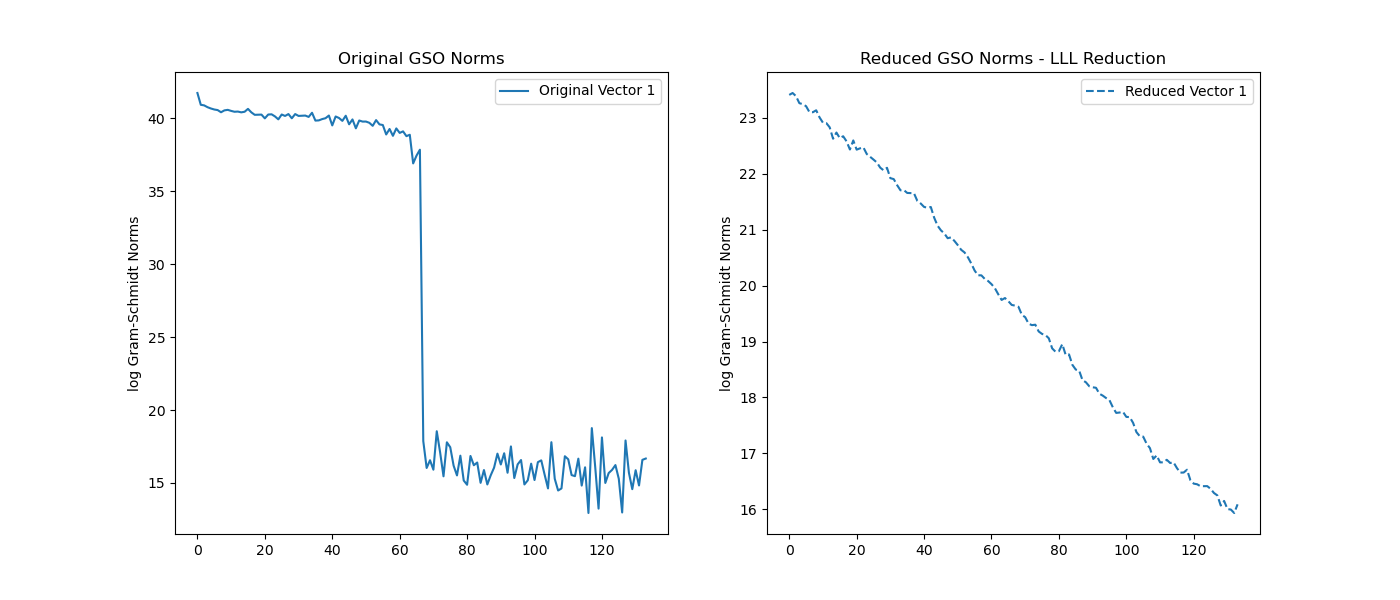 Original GSO Norms
Original Vector 1
log Gram-Schmidt Norms
40
35
30
25
20
15
0 20 40 60 80 100 120
Reduced GSO Norms - LLL Reduction
Reduced Vector 1
log Gram-Schmidt Norms
23
22
21
20
19
18
17
16
0 20 40 60 80 100 120